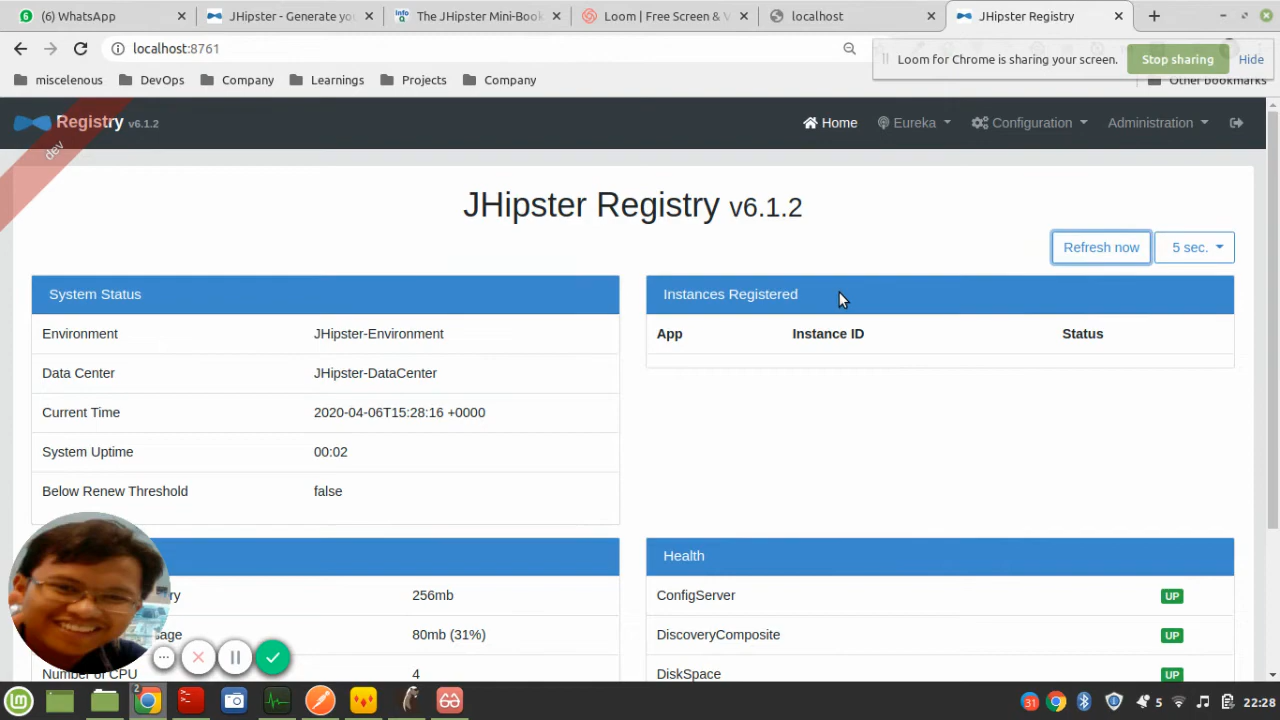 (6) WhatsApp
JHipster - Generate yo
The JHipster Mini-Book
Loom | Free Screen & V
localhost
JHipster Registry
localhost:8761
Loom for Chrome is sharing your screen.
Stop sharing
Hide
miscelenous
DevOps
Company
Learnings
Projects
Company
Other bookmarks
Registry v6.1.2
Home
Eureka
Configuration
Administration
dev
JHipster Registry v6.1.2
Refresh now
5 sec.
System Status
Environment JHipster-Environment
Data Center JHipster-DataCenter
Current Time 2020-04-06T15:28:16 +0000
System Uptime 00:02
Below Renew Threshold false
Instances Registered
App Instance ID Status
256mb
80mb (31%)
Number of CPU 4
Health
ConfigServer UP
DiscoveryComposite UP
DiskSpace UP
2
31
5
22:28